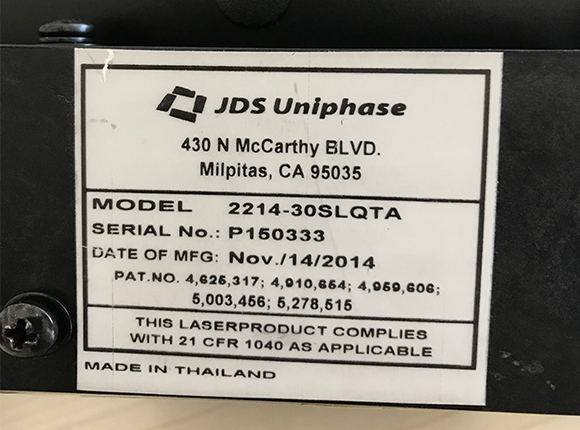 JDS Uniphase
430 N McCarthy BLVD.
Milpitas, CA 95035
MODEL 2214-30SLQTA
SERIAL No.: P150333
DATE OF MFG: Nov./14/2014
PAT.NO. 4,625,317; 4,910,654; 4,959,606;
5,003,456; 5,278,515
THIS LASERPRODUCT COMPLIES
WITH 21 CFR 1040 AS APPLICABLE
MADE IN THAILAND